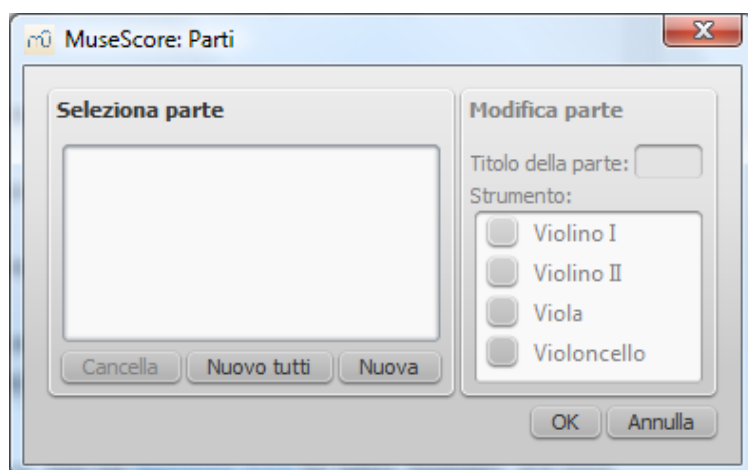 MuseScore: Parti
Seleziona parte
Cancella
Nuovo tutti
Nuova
Modifica parte
Titolo della parte:
Strumento:
Violino I
Violino II
Viola
Violoncello
OK
Annulla